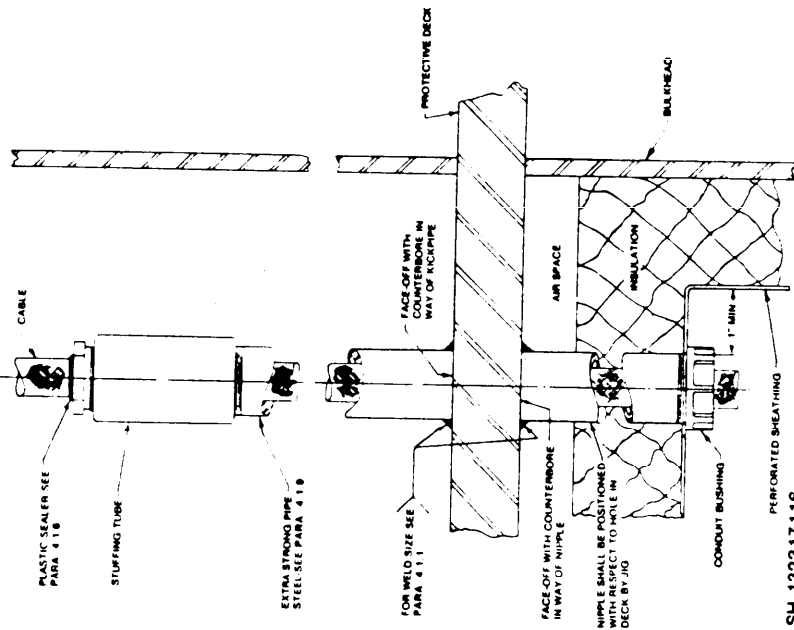 CABLE
PLASTIC SEALER SEE
PARA 4.1.8
STUFFING TUBE
EXTRA STRONG PIPE
STEEL SEE PARA 4.1.9
FACE-OFF WITH
COUNTERBORE IN
WAY OF KICKPIPE
PROTECTIVE DECK
FOR WELD SIZE SEE
PARA 4.1.1
AIR SPACE
BULKHEAD
FACE-OFF WITH COUNTERBORE
IN WAY OF NIPPLE
INSULATION
NIPPLE SHALL BE POSITIONED
WITH RESPECT TO HOLE IN
DECK BY JIG
1" MIN
CONDUIT BUSHING
PERFORATED SHEATHING